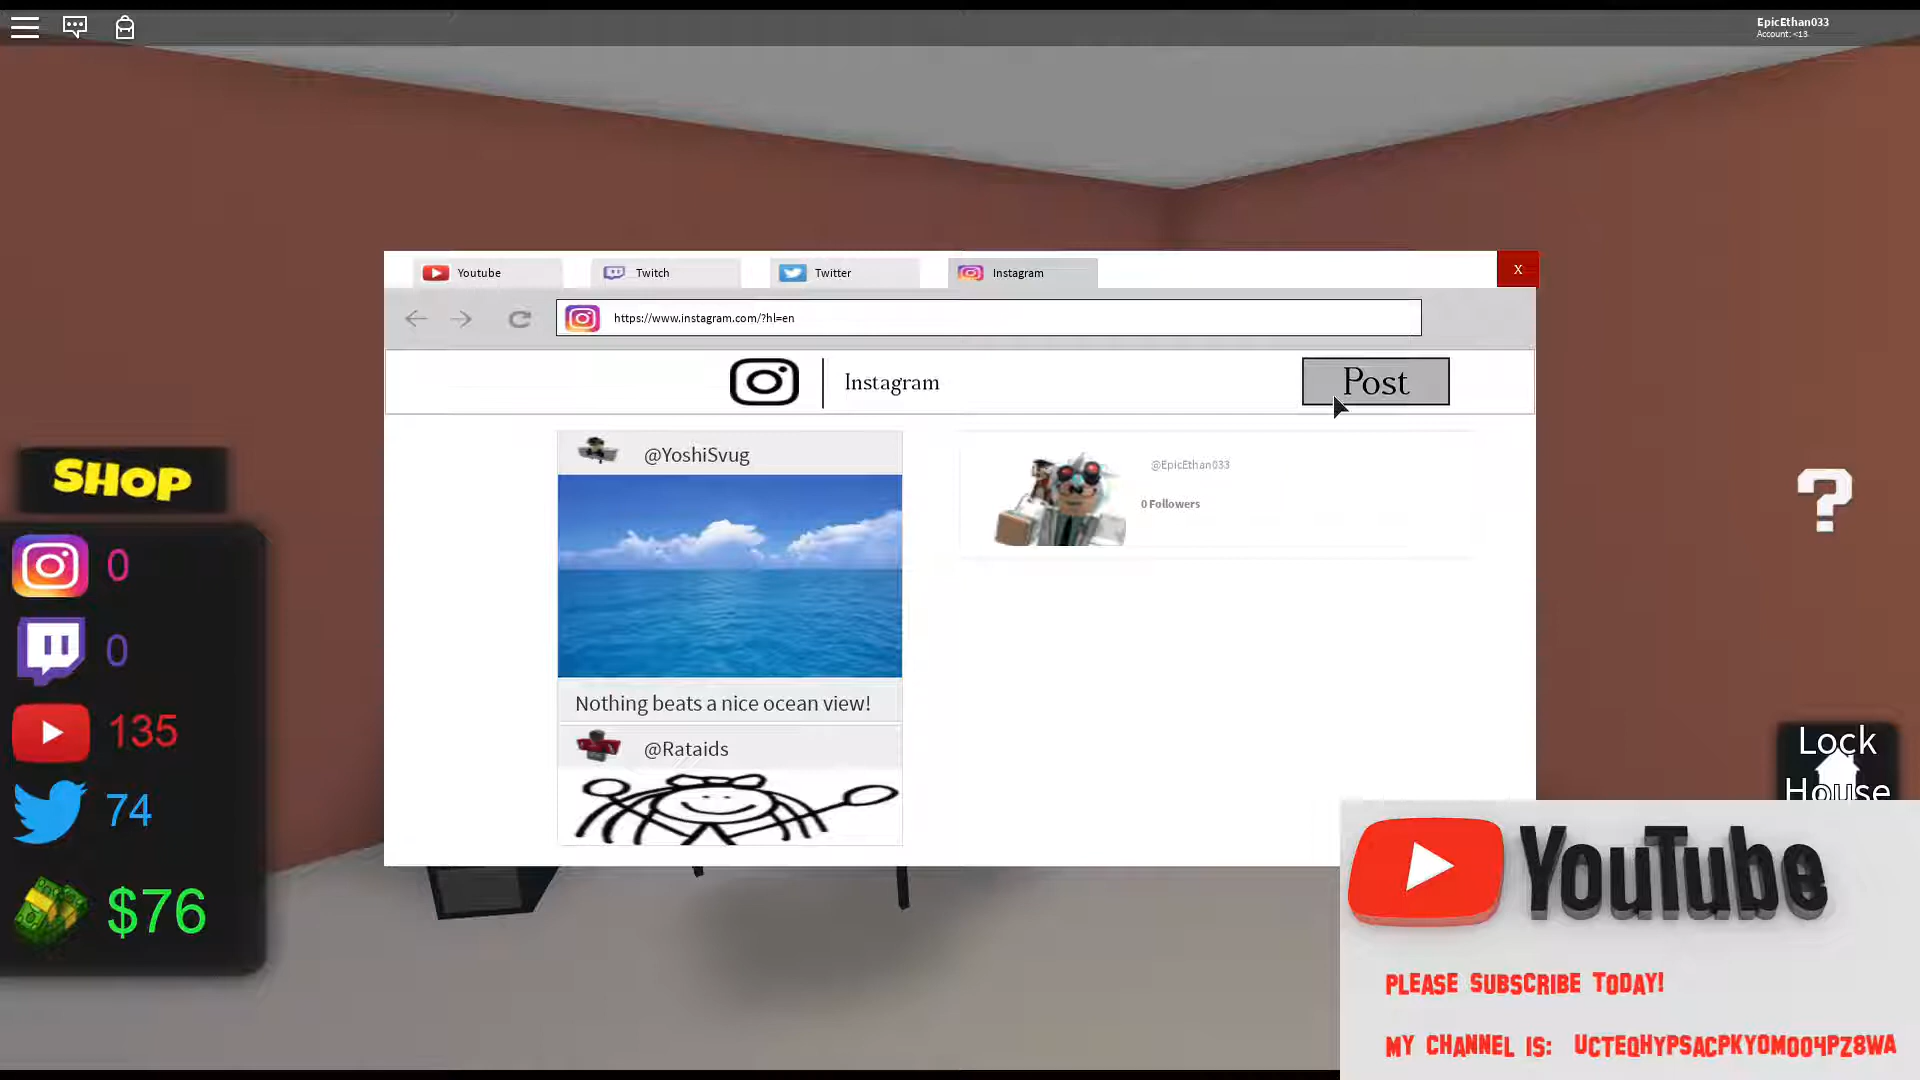 EpicEthan033
Account: <13
Youtube
Twitch
Twitter
Instagram
X
https://www.instagram.com/?hl=en
Instagram
Post
@YoshiSvug
@EpicEthan033
0 Followers
Nothing beats a nice ocean view!
@Rataids
SHOP
0
0
135
74
$76
?
Lock
House
YouTube
PLEASE SUBSCRIBE TODAY!
MY CHANNEL IS: UCTEQHYPSACPKYOMOO4PZ8WA